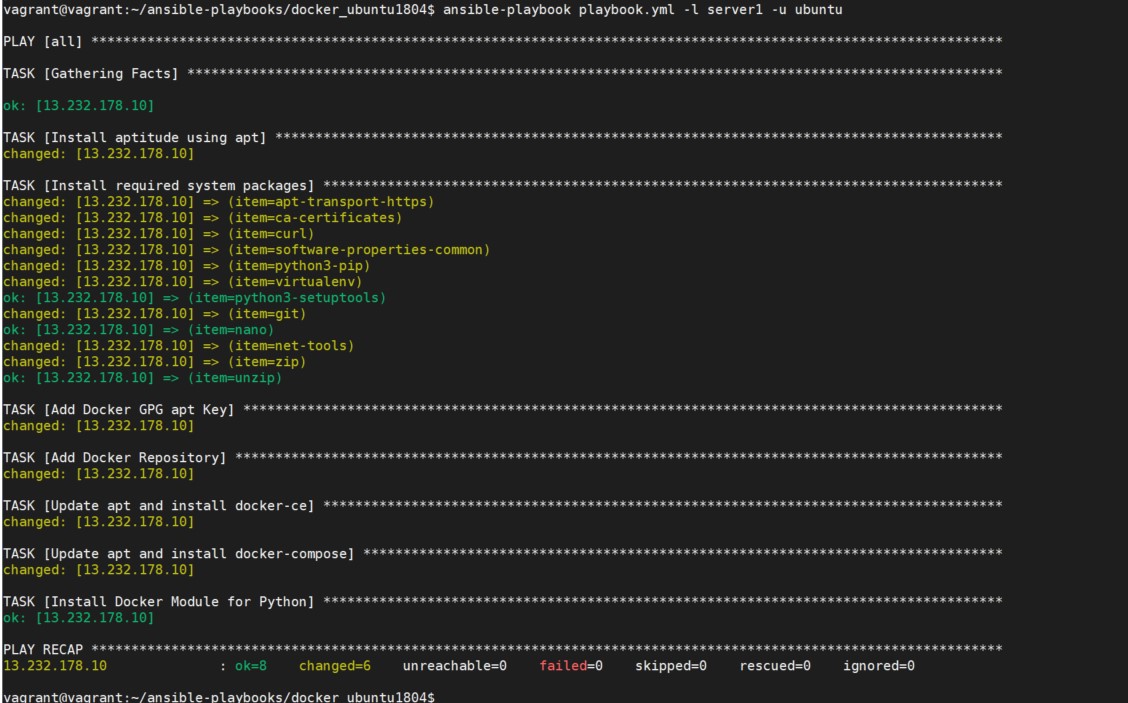 vagrant@vagrant:~/ansible-playbooks/docker_ubuntu1804$ ansible-playbook playbook.yml -l server1 -u ubuntu
PLAY [all] ******************************************************************************************************************
TASK [Gathering Facts] ******************************************************************************************************
ok: [13.232.178.10]
TASK [Install aptitude using apt] *******************************************************************************************
changed: [13.232.178.10]
TASK [Install required system packages] *************************************************************************************
changed: [13.232.178.10] => (item=apt-transport-https)
changed: [13.232.178.10] => (item=ca-certificates)
changed: [13.232.178.10] => (item=curl)
changed: [13.232.178.10] => (item=software-properties-common)
changed: [13.232.178.10] => (item=python3-pip)
changed: [13.232.178.10] => (item=virtualenv)
ok: [13.232.178.10] => (item=python3-setuptools)
changed: [13.232.178.10] => (item=git)
ok: [13.232.178.10] => (item=nano)
changed: [13.232.178.10] => (item=net-tools)
changed: [13.232.178.10] => (item=zip)
ok: [13.232.178.10] => (item=unzip)
TASK [Add Docker GPG apt Key] ***********************************************************************************************
changed: [13.232.178.10]
TASK [Add Docker Repository] ************************************************************************************************
changed: [13.232.178.10]
TASK [Update apt and install docker-ce] *************************************************************************************
changed: [13.232.178.10]
TASK [Update apt and install docker-compose] ********************************************************************************
changed: [13.232.178.10]
TASK [Install Docker Module for Python] *************************************************************************************
ok: [13.232.178.10]
PLAY RECAP ******************************************************************************************************************
13.232.178.10              : ok=8    changed=6    unreachable=0    failed=0    skipped=0    rescued=0    ignored=0
vagrant@vagrant:~/ansible-playbooks/docker_ubuntu1804$